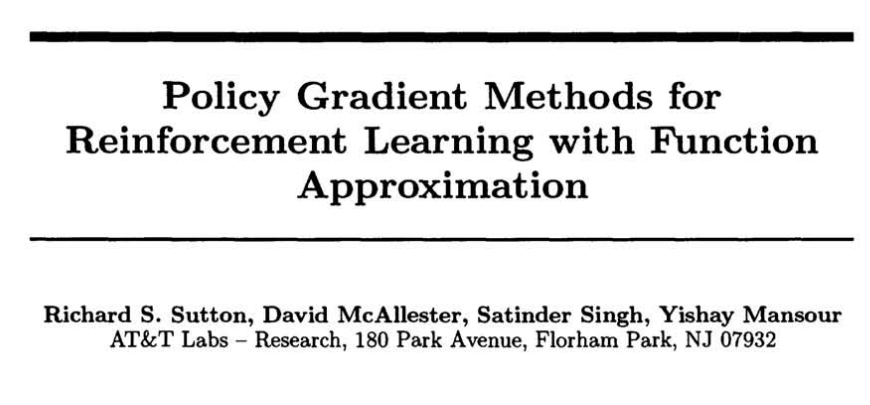 Policy Gradient Methods for
Reinforcement Learning with Function
Approximation
Richard S. Sutton, David McAllester, Satinder Singh, Yishay Mansour
AT&T Labs – Research, 180 Park Avenue, Florham Park, NJ 07932